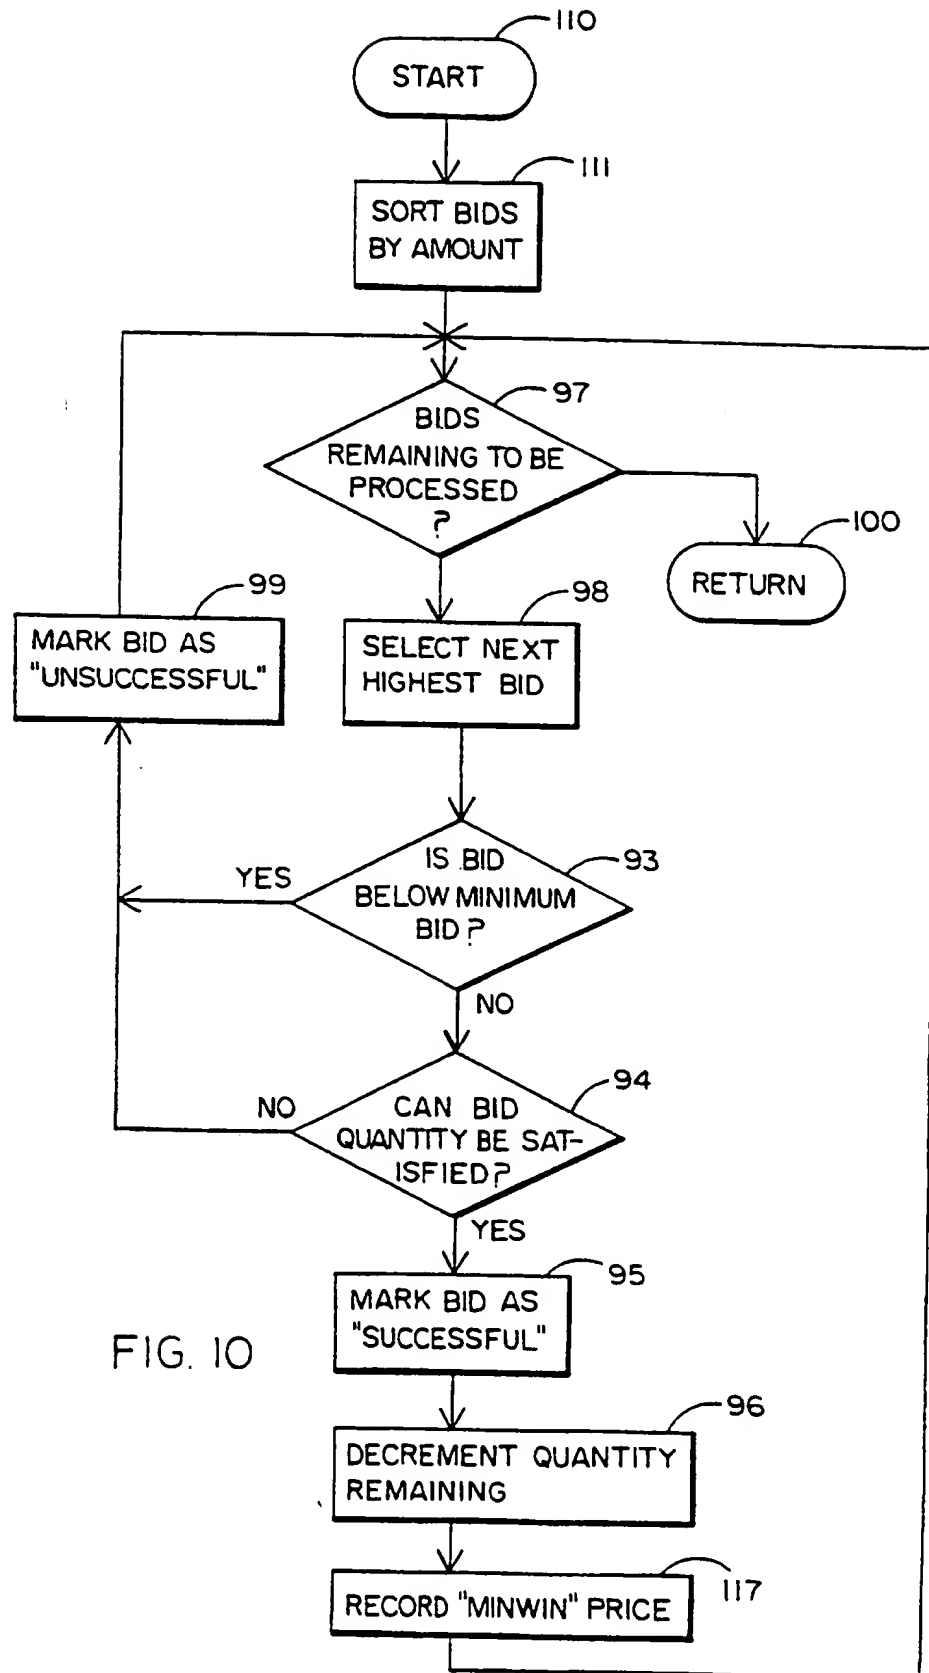 110
START
111
SORT BIDS
BY AMOUNT
97
BIDS
REMAINING TO BE
PROCESSED
?
100
RETURN
99
MARK BID AS
"UNSUCCESSFUL"
98
SELECT NEXT
HIGHEST BID
93
YES
IS BID
BELOW MINIMUM
BID?
NO
94
NO
CAN BID
QUANTITY BE SAT-
ISFIED?
YES
95
MARK BID AS
"SUCCESSFUL"
FIG. 10
96
DECREMENT QUANTITY
REMAINING
117
RECORD "MINWIN" PRICE